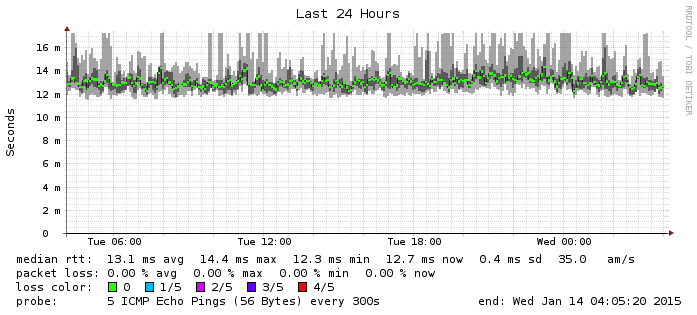 Last 24 Hours
RRDTOOL / TOBI OETIKER
Seconds
16 m
14 m
12 m
10 m
8 m
6 m
4 m
2 m
0
Tue 06:00 Tue 12:00 Tue 18:00 Wed 00:00
median rtt: 13.1 ms avg 14.4 ms max 12.3 ms min 12.7 ms now 0.4 ms sd 35.0 am/s
packet loss: 0.00 % avg 0.00 % max 0.00 % min 0.00 % now
loss color: 0 1/5 2/5 3/5 4/5
probe: 5 ICMP Echo Pings (56 Bytes) every 300s end: Wed Jan 14 04:05:20 2015